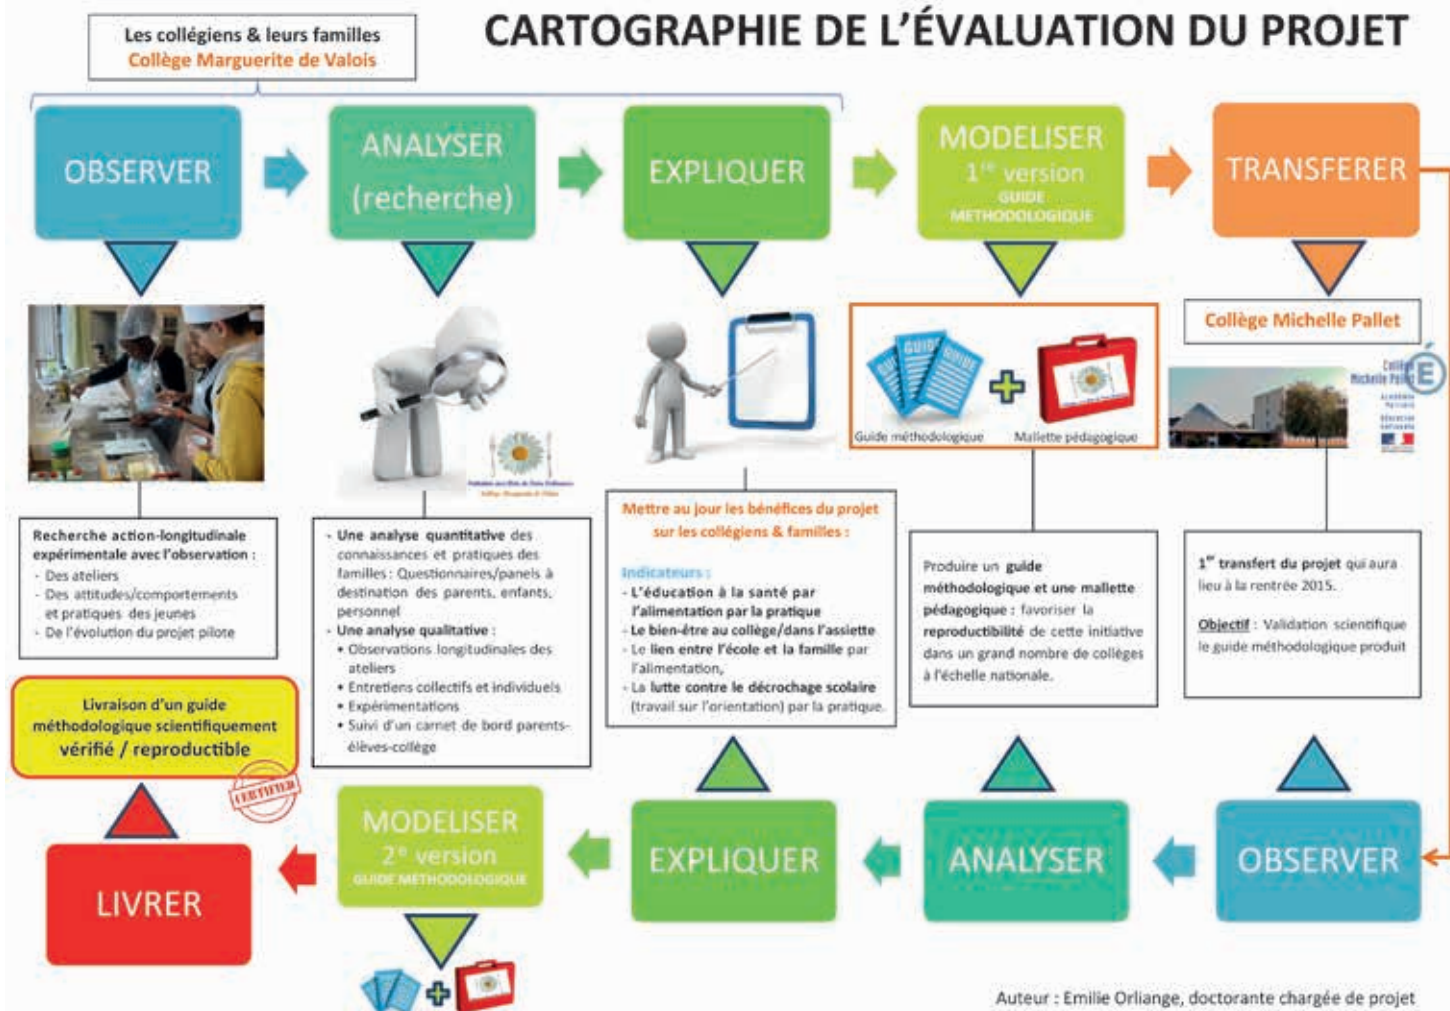 CARTOGRAPHIE DE L'ÉVALUATION DU PROJET
Les collégiens & leurs familles
Collège Marguerite de Valois
OBSERVER
ANALYSER
(recherche)
EXPLIQUER
MODELISER
1re version
GUIDE
METHODOLOGIQUE
TRANSFERER
GUIDE
GUIDE
Guide méthodologique
Mallette pédagogique
Collège Michelle Pallet
Collège
Michelle Pallet
É
Recherche action-longitudinale
expérimentale avec l'observation :
- Des ateliers
- Des attitudes/comportements
et pratiques des jeunes
- De l'évolution du projet pilote
- Une analyse quantitative des
connaissances et pratiques des
familles : Questionnaires/panels à
destination des parents, enfants,
personnel
- Une analyse qualitative :
• Observations longitudinales des
ateliers
• Entretiens collectifs et individuels
• Expérimentations
• Suivi d'un carnet de bord parents-
élèves-collège
Mettre au jour les bénéfices du projet
sur les collégiens & familles :
Indicateurs :
- L'éducation à la santé par
l'alimentation par la pratique
- Le bien-être au collège/dans l'assiette
- Le lien entre l'école et la famille par
l'alimentation,
- La lutte contre le décrochage scolaire
(travail sur l'orientation) par la pratique.
Produire un guide
méthodologique et une mallette
pédagogique : favoriser la
reproductibilité de cette initiative
dans un grand nombre de collèges
à l'échelle nationale.
1er transfert du projet qui aura
lieu à la rentrée 2015.
Objectif : Validation scientifique
le guide méthodologique produit
Livraison d'un guide
méthodologique scientifiquement
vérifié / reproductible
CERTIFIER
LIVRER
MODELISER
2e version
GUIDE METHODOLOGIQUE
EXPLIQUER
ANALYSER
OBSERVER
Auteur : Emilie Orliange, doctorante chargée de projet